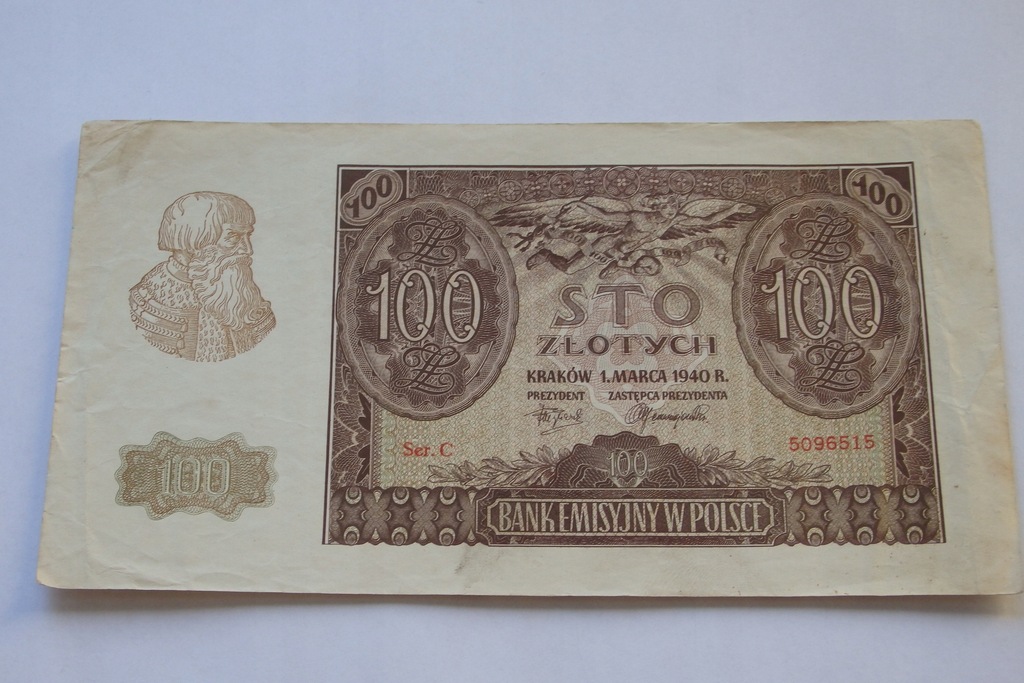 100 100
100 100
STO
ZŁOTYCH
KRAKÓW 1. MARCA 1940 R.
PREZYDENT ZASTĘPCA PREZYDENTA
Ser. C 5096515
100 100
BANK EMISYJNY W POLSCE